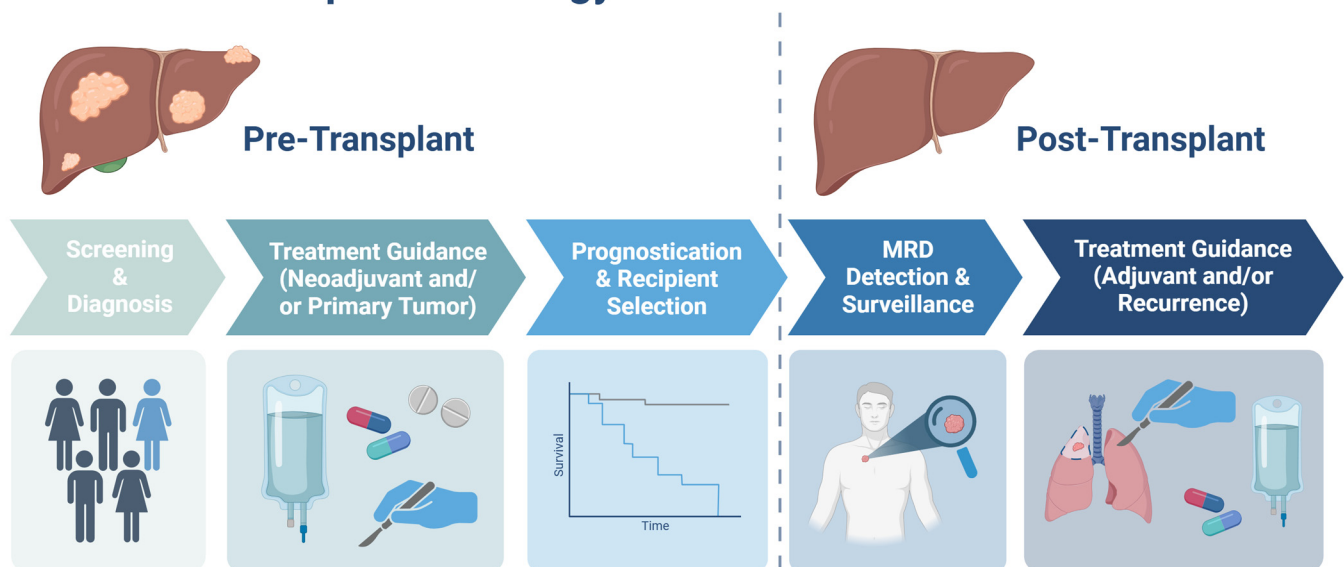 Pre-Transplant
Post-Transplant
Screening
&
Diagnosis
Treatment Guidance
(Neoadjuvant and/
or Primary Tumor)
Prognostication
& Recipient
Selection
MRD
Detection &
Surveillance
Treatment Guidance
(Adjuvant and/or
Recurrence)
Survival
Time